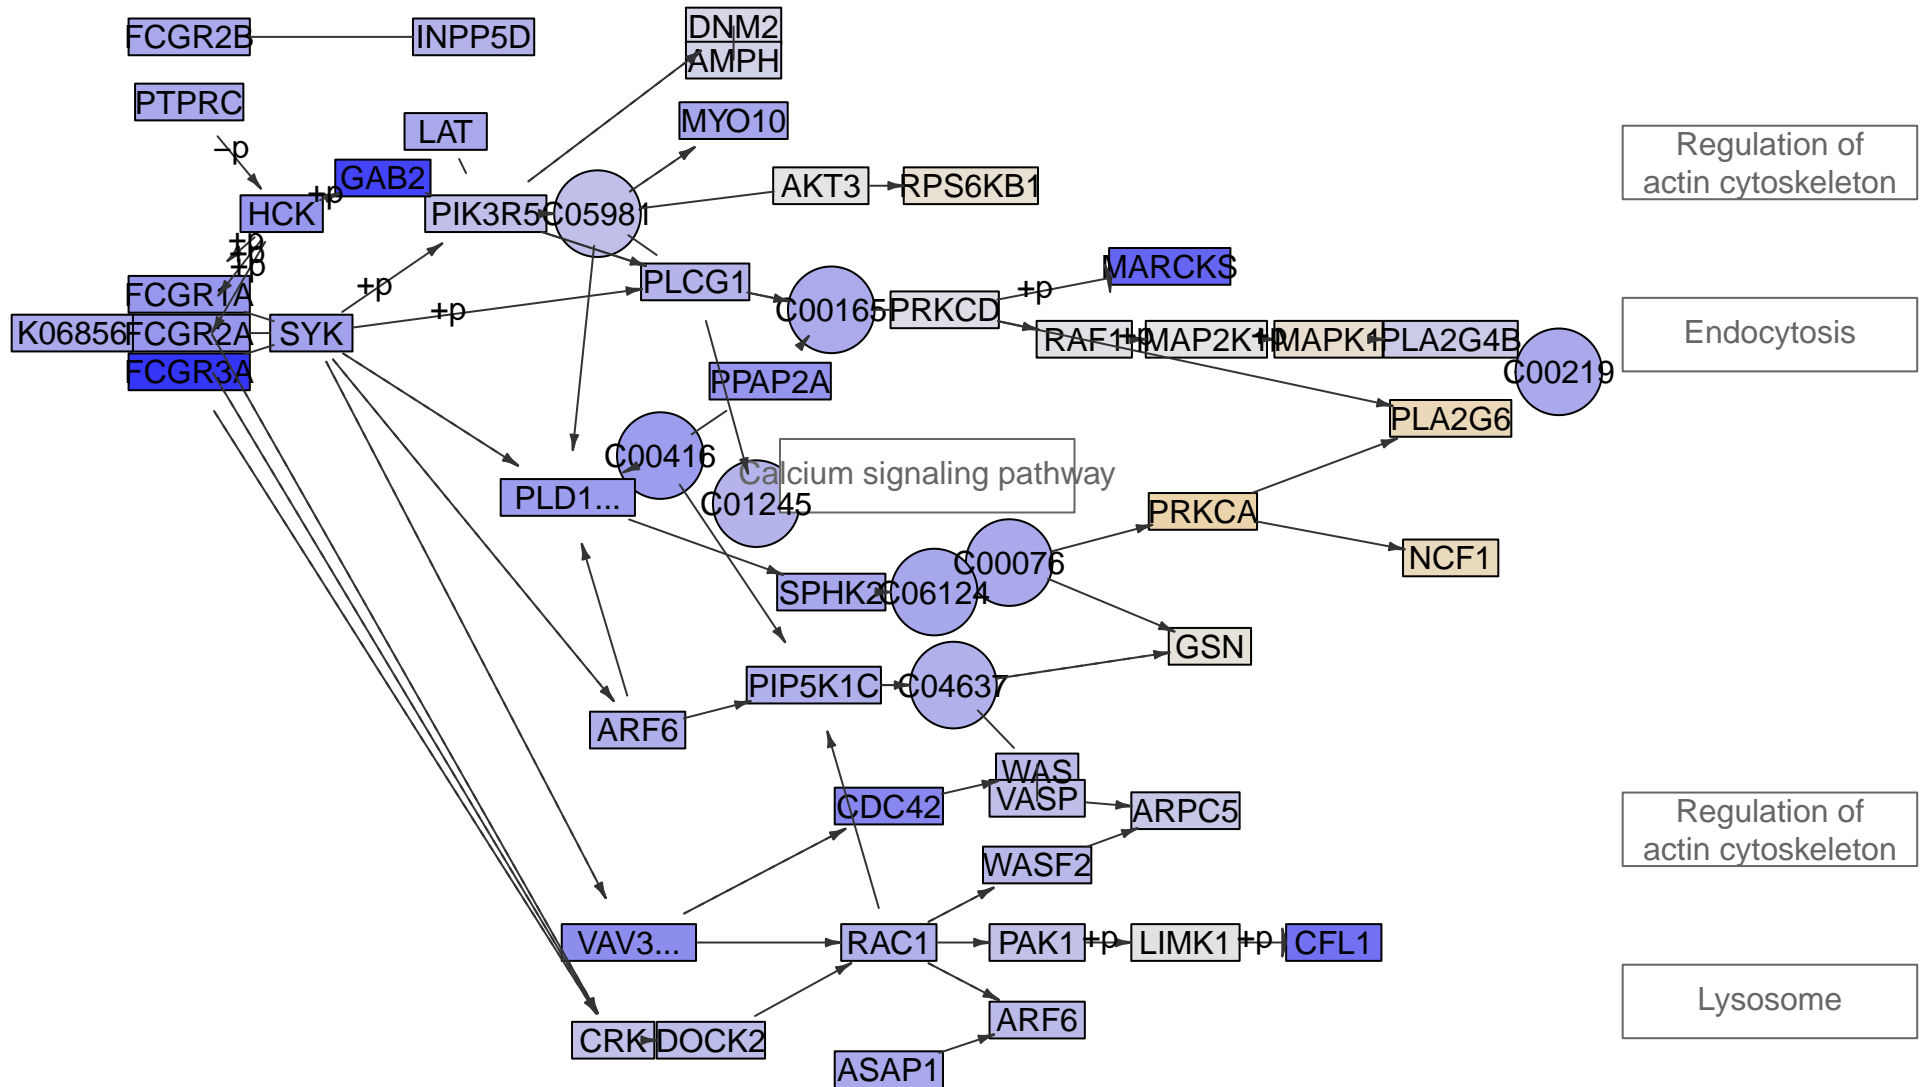 FCGR2B
INPP5D
DNM2
AMPH
PTPRC
LAT
MYO10
Regulation of
actin cytoskeleton
−p
GAB2
+p
HCK
PIK3R5
C05981
AKT3
RPS6KB1
+p
+p
+p
FCGR1A
+p
PLCG1
C00165
PRKCD
+p
MARCKS
K06856
FCGR2A
SYK
+p
RAF1
+p
MAP2K1
+p
MAPK1
PLA2G4B
C00219
Endocytosis
FCGR3A
PPAP2A
PLA2G6
C00416
Calcium signaling pathway
PLD1...
C01245
PRKCA
NCF1
SPHK2
C06124
C00076
GSN
PIP5K1C
C04637
ARF6
WAS
VASP
CDC42
ARPC5
Regulation of
actin cytoskeleton
WASF2
VAV3...
RAC1
PAK1
+p
LIMK1
+p
CFL1
Lysosome
ARF6
CRK
DOCK2
ASAP1